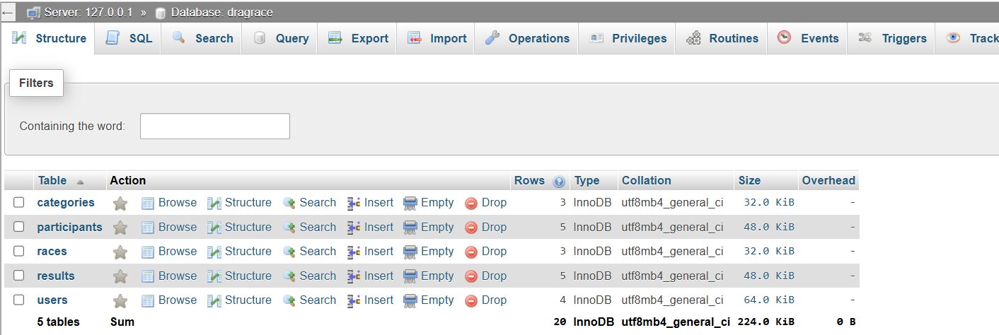 ← Server: 127.0.0.1 » Database: dragrace
Structure SQL Search Query Export Import Operations Privileges Routines Events Triggers Track
Filters
Containing the word:
Table Action Rows ? Type Collation Size Overhead
categories Browse Structure Search Insert Empty Drop 3 InnoDB utf8mb4_general_ci 32.0 KiB -
participants Browse Structure Search Insert Empty Drop 5 InnoDB utf8mb4_general_ci 48.0 KiB -
races Browse Structure Search Insert Empty Drop 3 InnoDB utf8mb4_general_ci 32.0 KiB -
results Browse Structure Search Insert Empty Drop 5 InnoDB utf8mb4_general_ci 48.0 KiB -
users Browse Structure Search Insert Empty Drop 4 InnoDB utf8mb4_general_ci 64.0 KiB -
5 tables Sum 20 InnoDB utf8mb4_general_ci 224.0 KiB 0 B